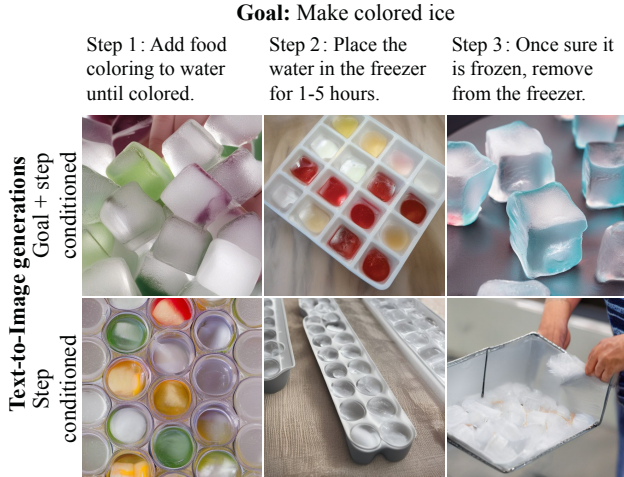 Goal: Make colored ice
Step 1: Add food
coloring to water
until colored.
Step 2: Place the
water in the freezer
for 1-5 hours.
Step 3: Once sure it
is frozen, remove
from the freezer.
Text-to-Image generations
Goal + step
conditioned
Step
conditioned